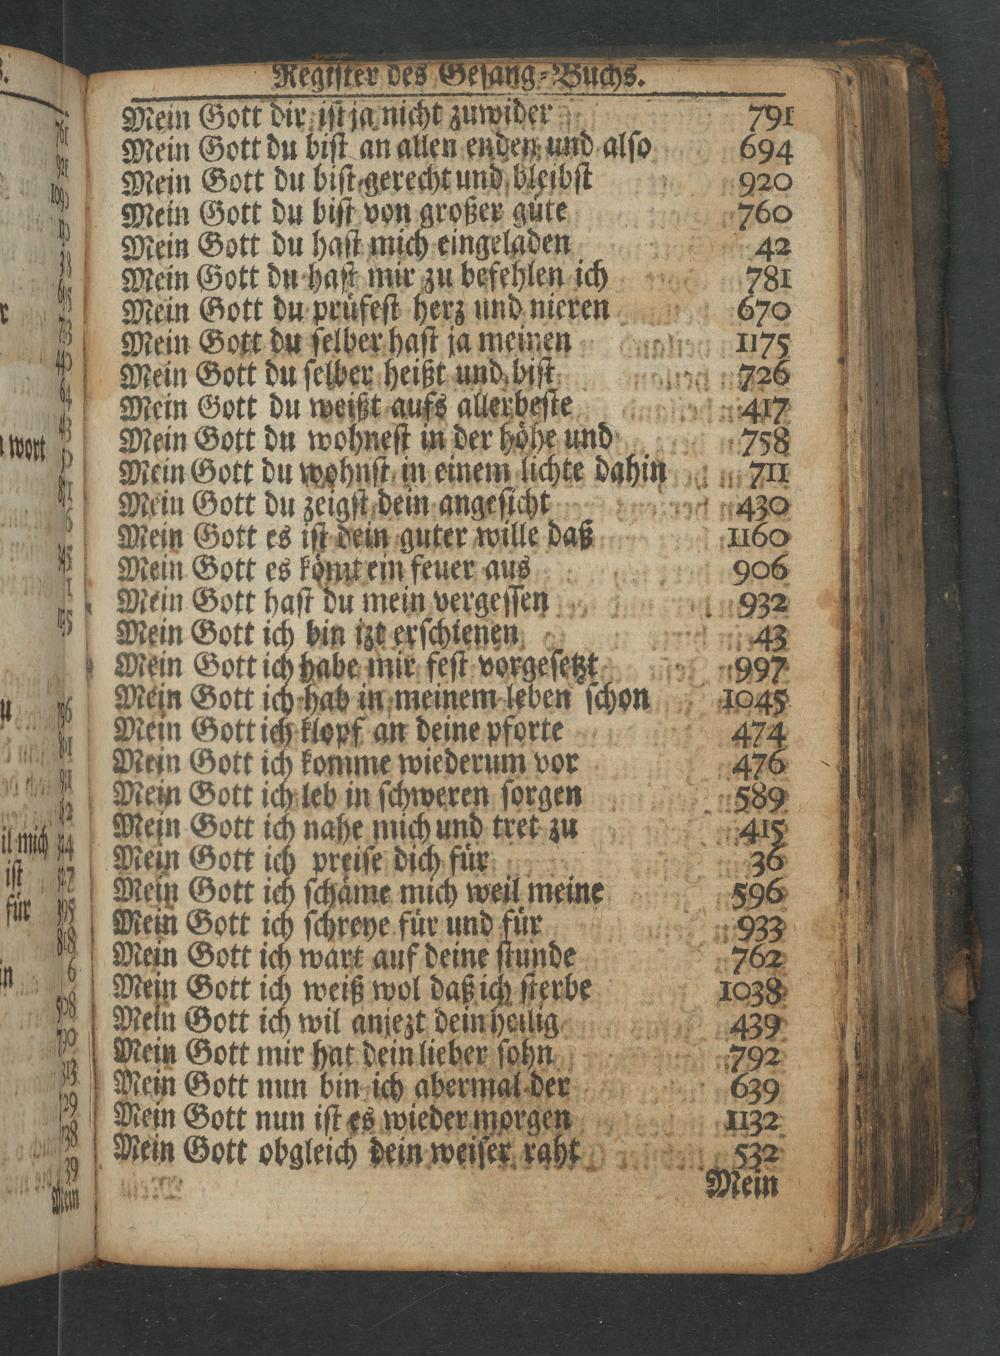 Register des Gesang-Buchs.
Mein Gott dir ist ja nicht zuwider 791
Mein Gott du bist an allen enden und also 694
Mein Gott du bist gerecht und bleibst 920
Mein Gott du bist von großer güte 760
Mein Gott du hast mich eingeladen 42
Mein Gott du hast mir zu befehlen ich 781
Mein Gott du prüfest herz und nieren 670
Mein Gott du selber hast ja meinen 1175
Mein Gott du selber heißt und bist 726
Mein Gott du weißt aufs allerbeste 417
Mein Gott du wohnest in der höhe und 758
Mein Gott du wohnst in einem lichte dahin 711
Mein Gott du zeigst dein angesicht 430
Mein Gott es ist dein guter wille daß 1160
Mein Gott es kömt ein feuer aus 906
Mein Gott hast du mein vergessen 932
Mein Gott ich bin izt erschienen 43
Mein Gott ich habe mir fest vorgesetzt 997
Mein Gott ich hab in meinem leben schon 1045
Mein Gott ich klopf an deine pforte 474
Mein Gott ich komme wiederum vor 476
Mein Gott ich leb in schweren sorgen 589
Mein Gott ich nahe mich und tret zu 415
Mein Gott ich preise dich für 36
Mein Gott ich schäme mich weil meine 596
Mein Gott ich schreye für und für 933
Mein Gott ich wart auf deine stunde 762
Mein Gott ich weiß wol daß ich sterbe 1038
Mein Gott ich wil anjezt dein heilig 439
Mein Gott mir hat dein lieber sohn 792
Mein Gott nun bin ich abermal der 639
Mein Gott nun ist es wieder morgen 1132
Mein Gott obgleich dein weiser raht 532
Mein